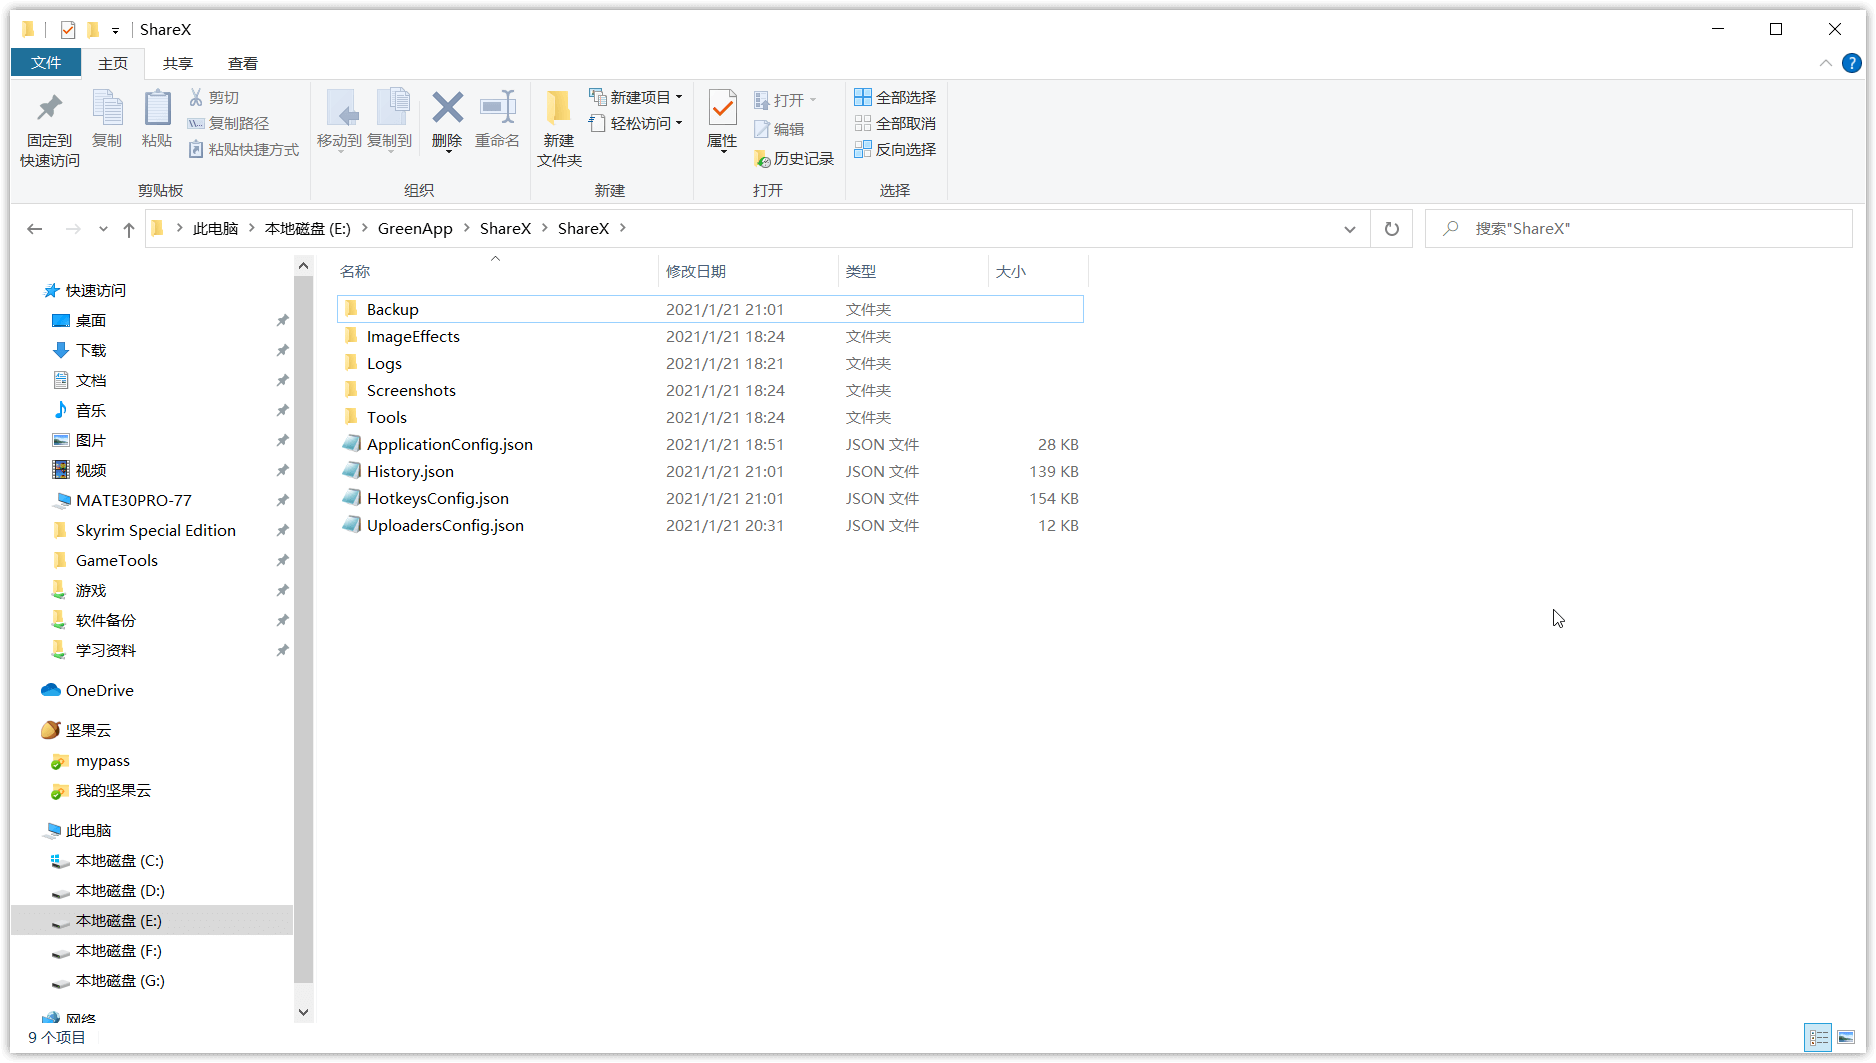 ShareX
文件 主页 共享 查看
固定到
快速访问
复制
粘贴
剪切
复制路径
粘贴快捷方式
剪贴板
移动到 复制到 删除 重命名
组织
新建
文件夹
新建项目
轻松访问
新建
属性
打开
编辑
历史记录
打开
全部选择
全部取消
反向选择
选择
此电脑 本地磁盘 (E:) GreenApp ShareX ShareX
搜索"ShareX"
快速访问
桌面
下载
文档
音乐
图片
视频
MATE30PRO-77
Skyrim Special Edition
GameTools
游戏
软件备份
学习资料
OneDrive
坚果云
mypass
我的坚果云
此电脑
本地磁盘 (C:)
本地磁盘 (D:)
本地磁盘 (E:)
本地磁盘 (F:)
本地磁盘 (G:)
网络
名称 修改日期 类型 大小
Backup 2021/1/21 21:01 文件夹
ImageEffects 2021/1/21 18:24 文件夹
Logs 2021/1/21 18:21 文件夹
Screenshots 2021/1/21 18:24 文件夹
Tools 2021/1/21 18:24 文件夹
ApplicationConfig.json 2021/1/21 18:51 JSON 文件 28 KB
History.json 2021/1/21 21:01 JSON 文件 139 KB
HotkeysConfig.json 2021/1/21 21:01 JSON 文件 154 KB
UploadersConfig.json 2021/1/21 20:31 JSON 文件 12 KB
9 个项目